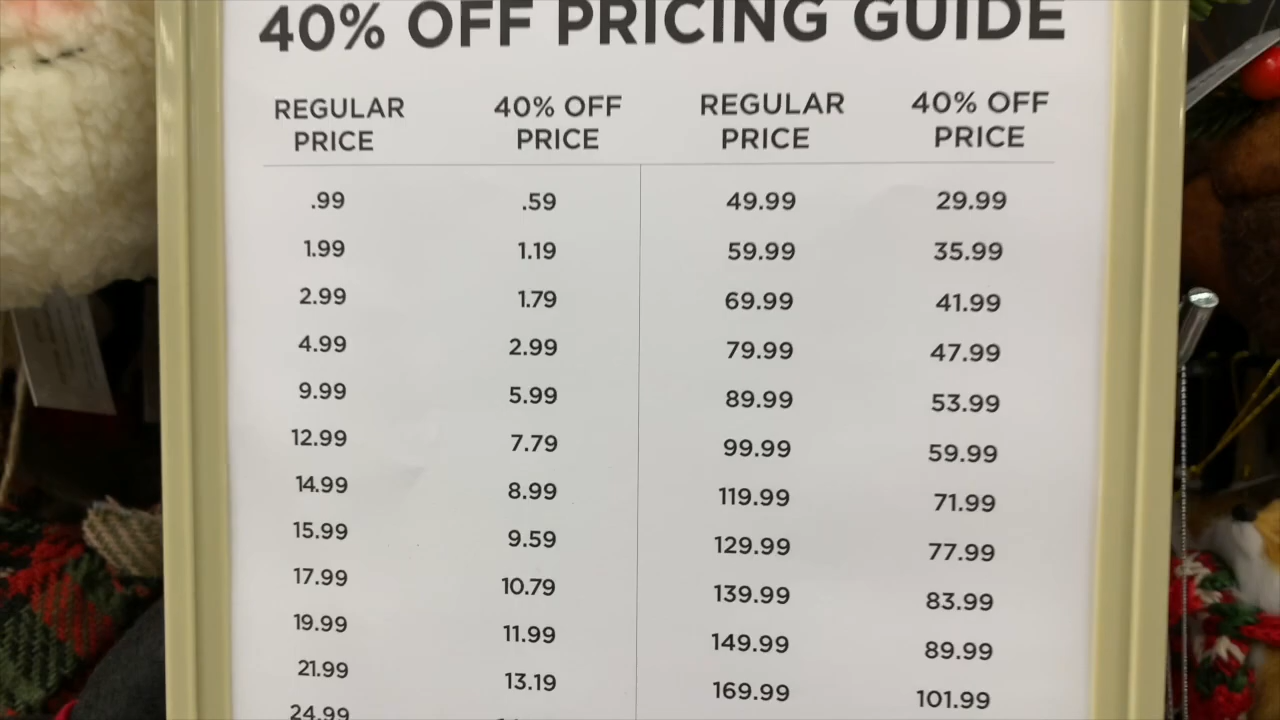 40% OFF PRICING GUIDE
REGULAR PRICE 40% OFF PRICE REGULAR PRICE 40% OFF PRICE
.99 .59 49.99 29.99
1.99 1.19 59.99 35.99
2.99 1.79 69.99 41.99
4.99 2.99 79.99 47.99
9.99 5.99 89.99 53.99
12.99 7.79 99.99 59.99
14.99 8.99 119.99 71.99
15.99 9.59 129.99 77.99
17.99 10.79 139.99 83.99
19.99 11.99 149.99 89.99
21.99 13.19 169.99 101.99
24.99